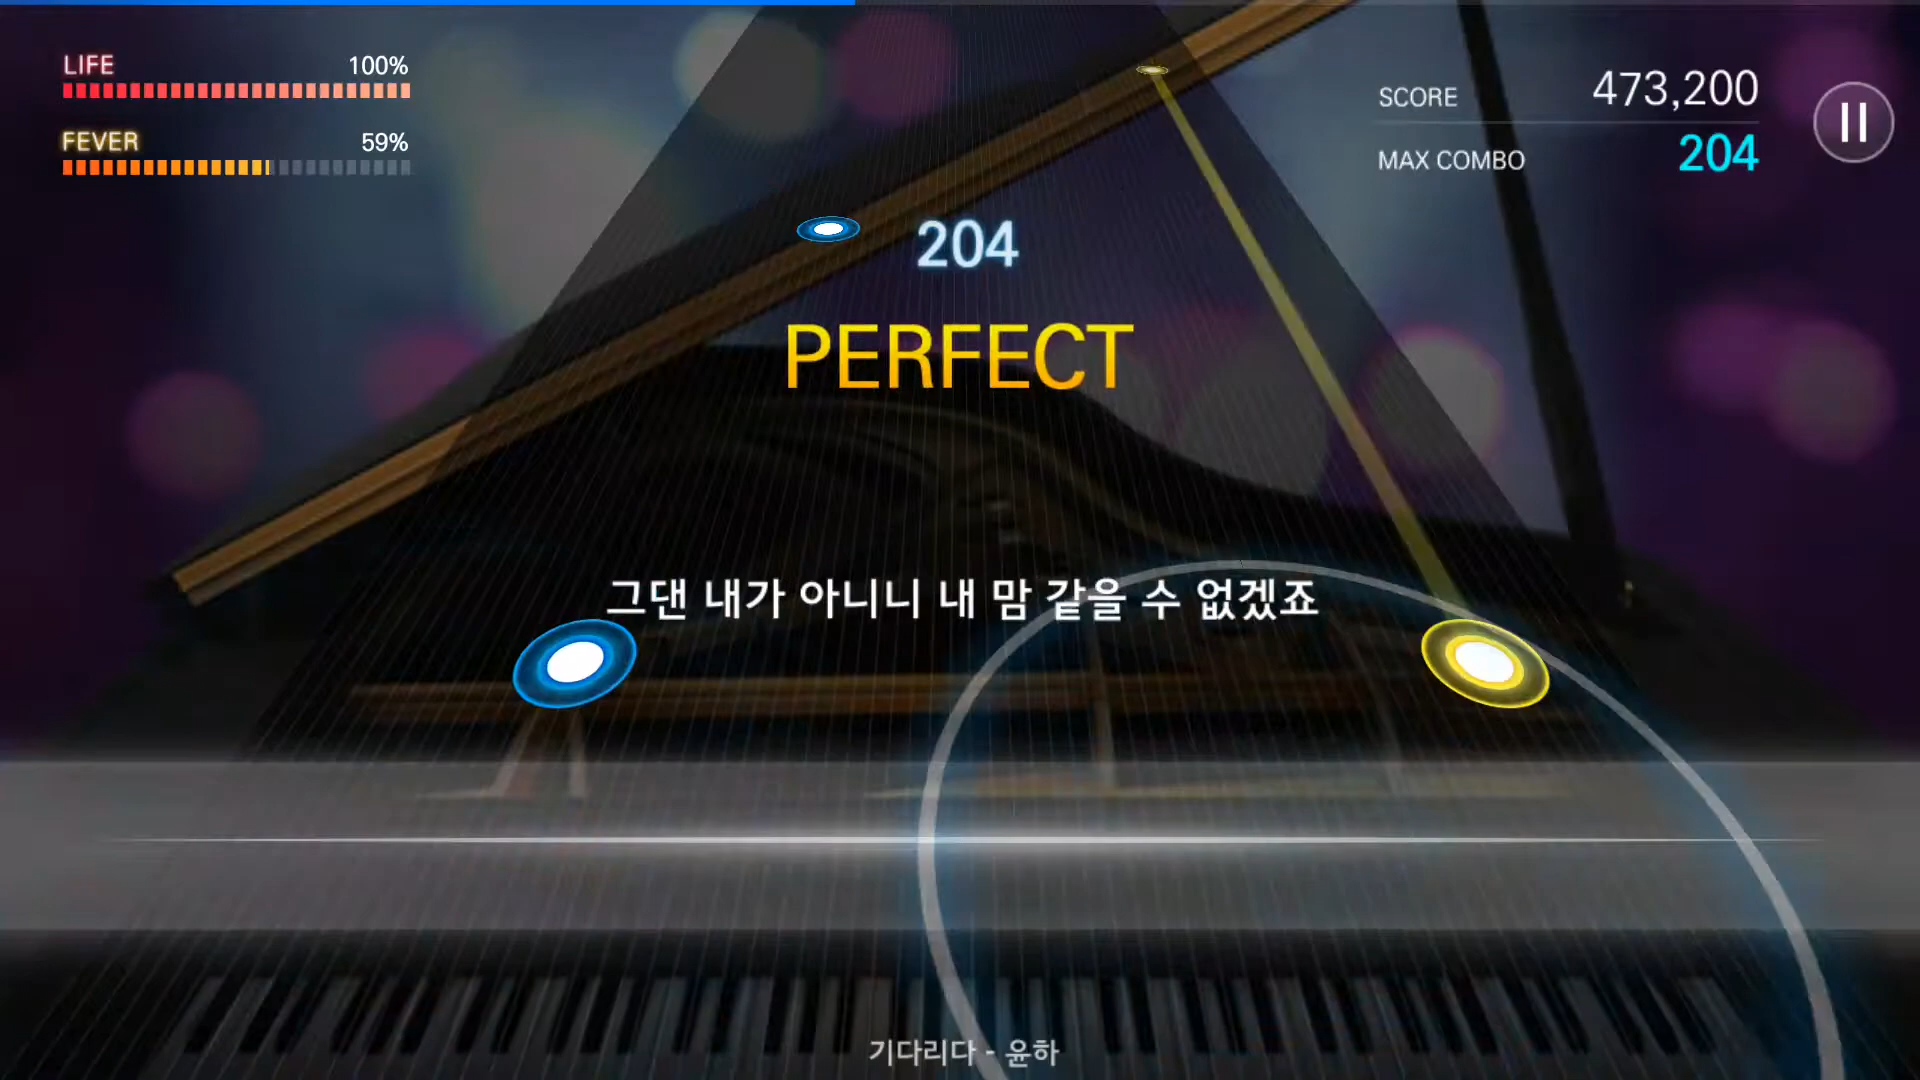 LIFE 100%
FEVER 59%
SCORE 473,200
MAX COMBO 204
204
PERFECT
그댄 내가 아니니 내 맘 같을 수 없겠죠
기다리다 - 윤하